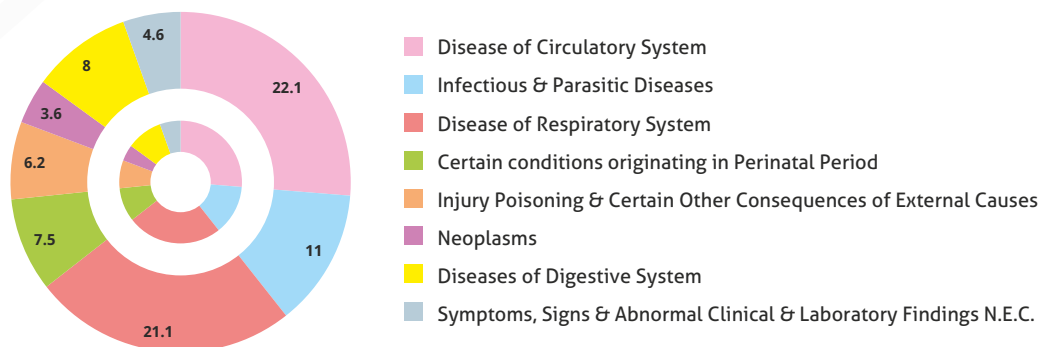 4.6
8
22.1
3.6
6.2
7.5
11
21.1
Disease of Circulatory System
Infectious & Parasitic Diseases
Disease of Respiratory System
Certain conditions originating in Perinatal Period
Injury Poisoning & Certain Other Consequences of External Causes
Neoplasms
Diseases of Digestive System
Symptoms, Signs & Abnormal Clinical & Laboratory Findings N.E.C.